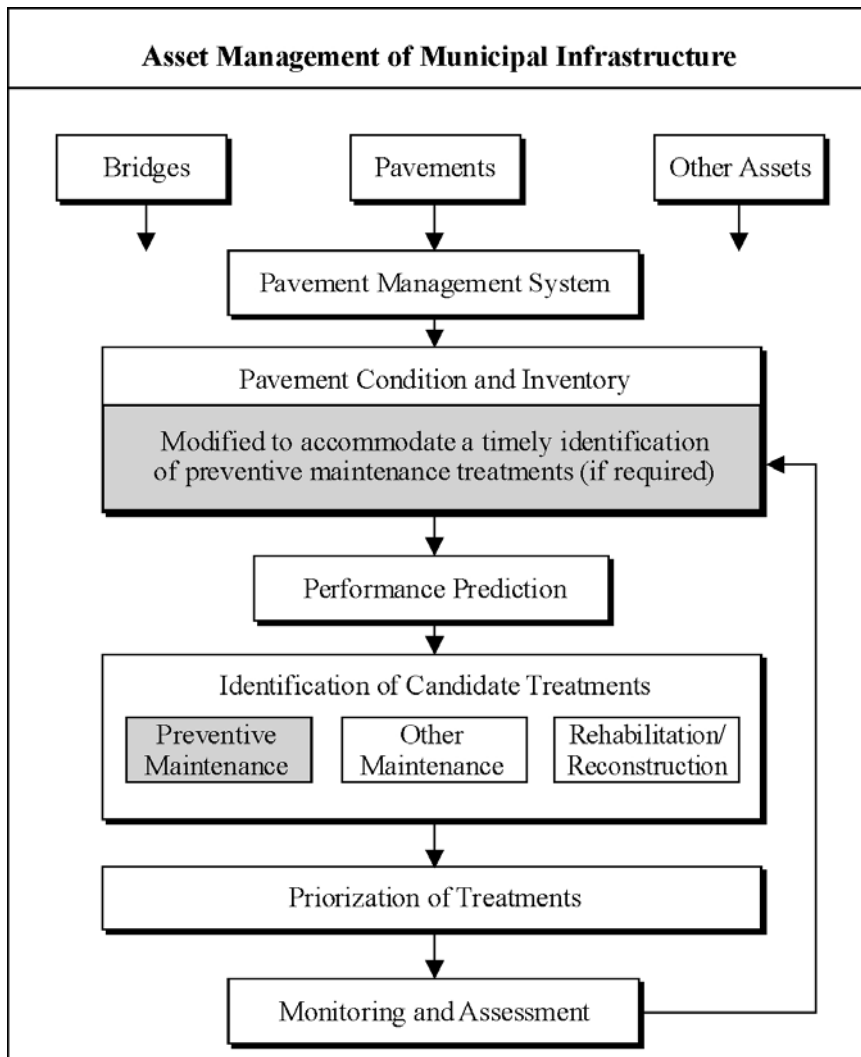 Asset Management of Municipal Infrastructure
Bridges
Pavements
Other Assets
Pavement Management System
Pavement Condition and Inventory
Modified to accommodate a timely identification
of preventive maintenance treatments (if required)
Performance Prediction
Identification of Candidate Treatments
Preventive
Maintenance
Other
Maintenance
Rehabilitation/
Reconstruction
Priorization of Treatments
Monitoring and Assessment